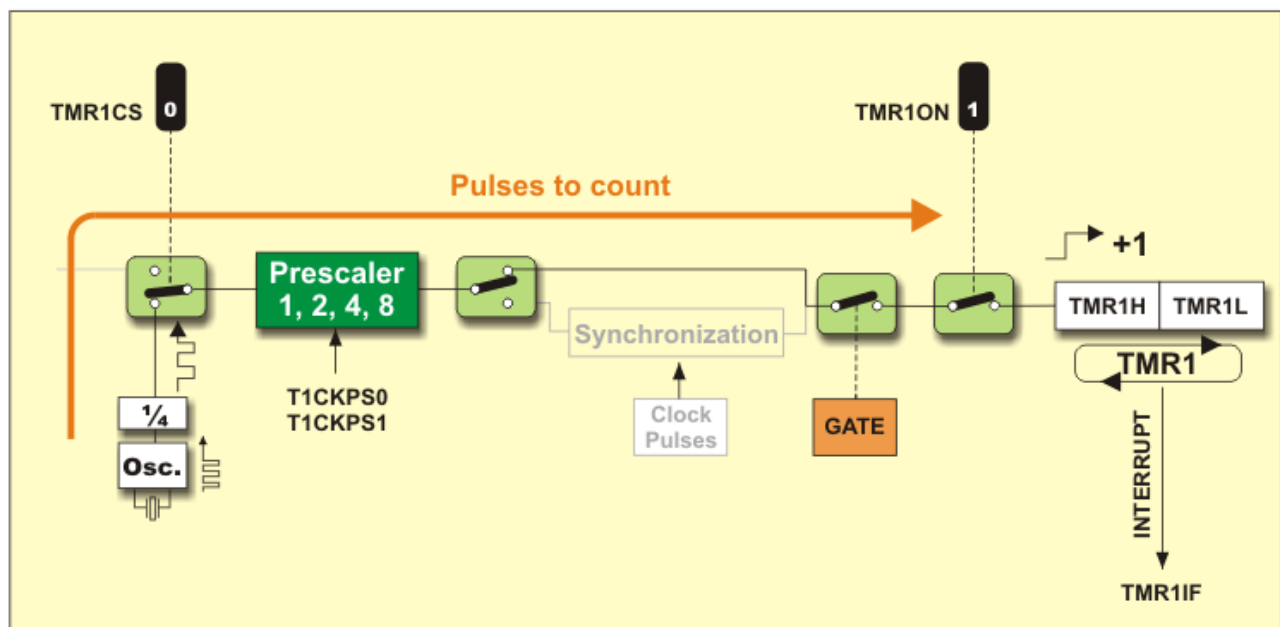 TMR1CS
0
TMR1ON
1
Pulses to count
+1
Prescaler
1, 2, 4, 8
TMR1H
TMR1L
Synchronization
TMR1
T1CKPS0
T1CKPS1
¼
Clock
Pulses
GATE
Osc.
INTERRUPT
TMR1IF